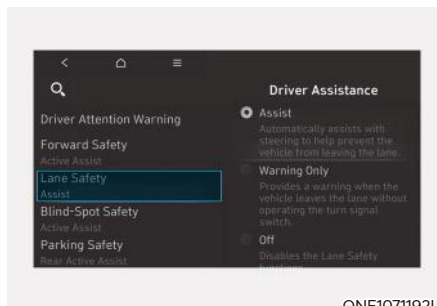 Driver Assistance
Driver Attention Warning
Forward Safety
Active Assist
Lane Safety
Assist
Blind-Spot Safety
Active Assist
Parking Safety
Rear Active Assist
Assist
Automatically assists with
steering to help prevent the
vehicle from leaving the lane.
Warning Only
Provides a warning when the
vehicle leaves the lane without
operating the turn signal
switch.
Off
Disables the Lane Safety
functions.